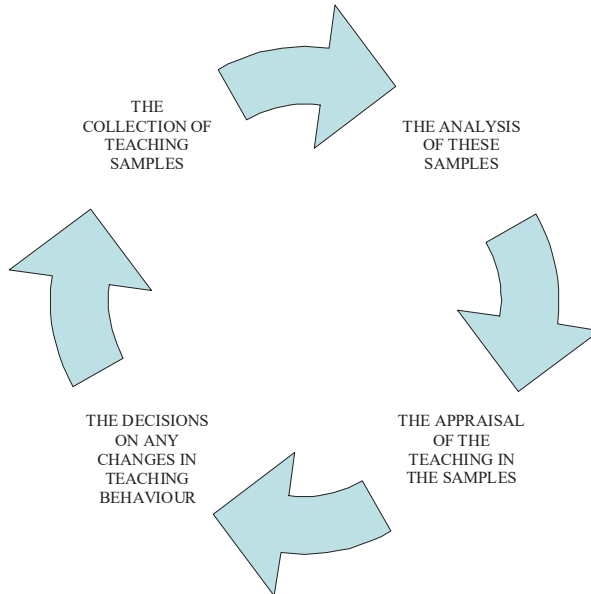 THE
COLLECTION OF
TEACHING
SAMPLES
THE ANALYSIS
OF THESE
SAMPLES
THE APPRAISAL
OF THE
TEACHING IN
THE SAMPLES
THE DECISIONS
ON ANY
CHANGES IN
TEACHING
BEHAVIOUR